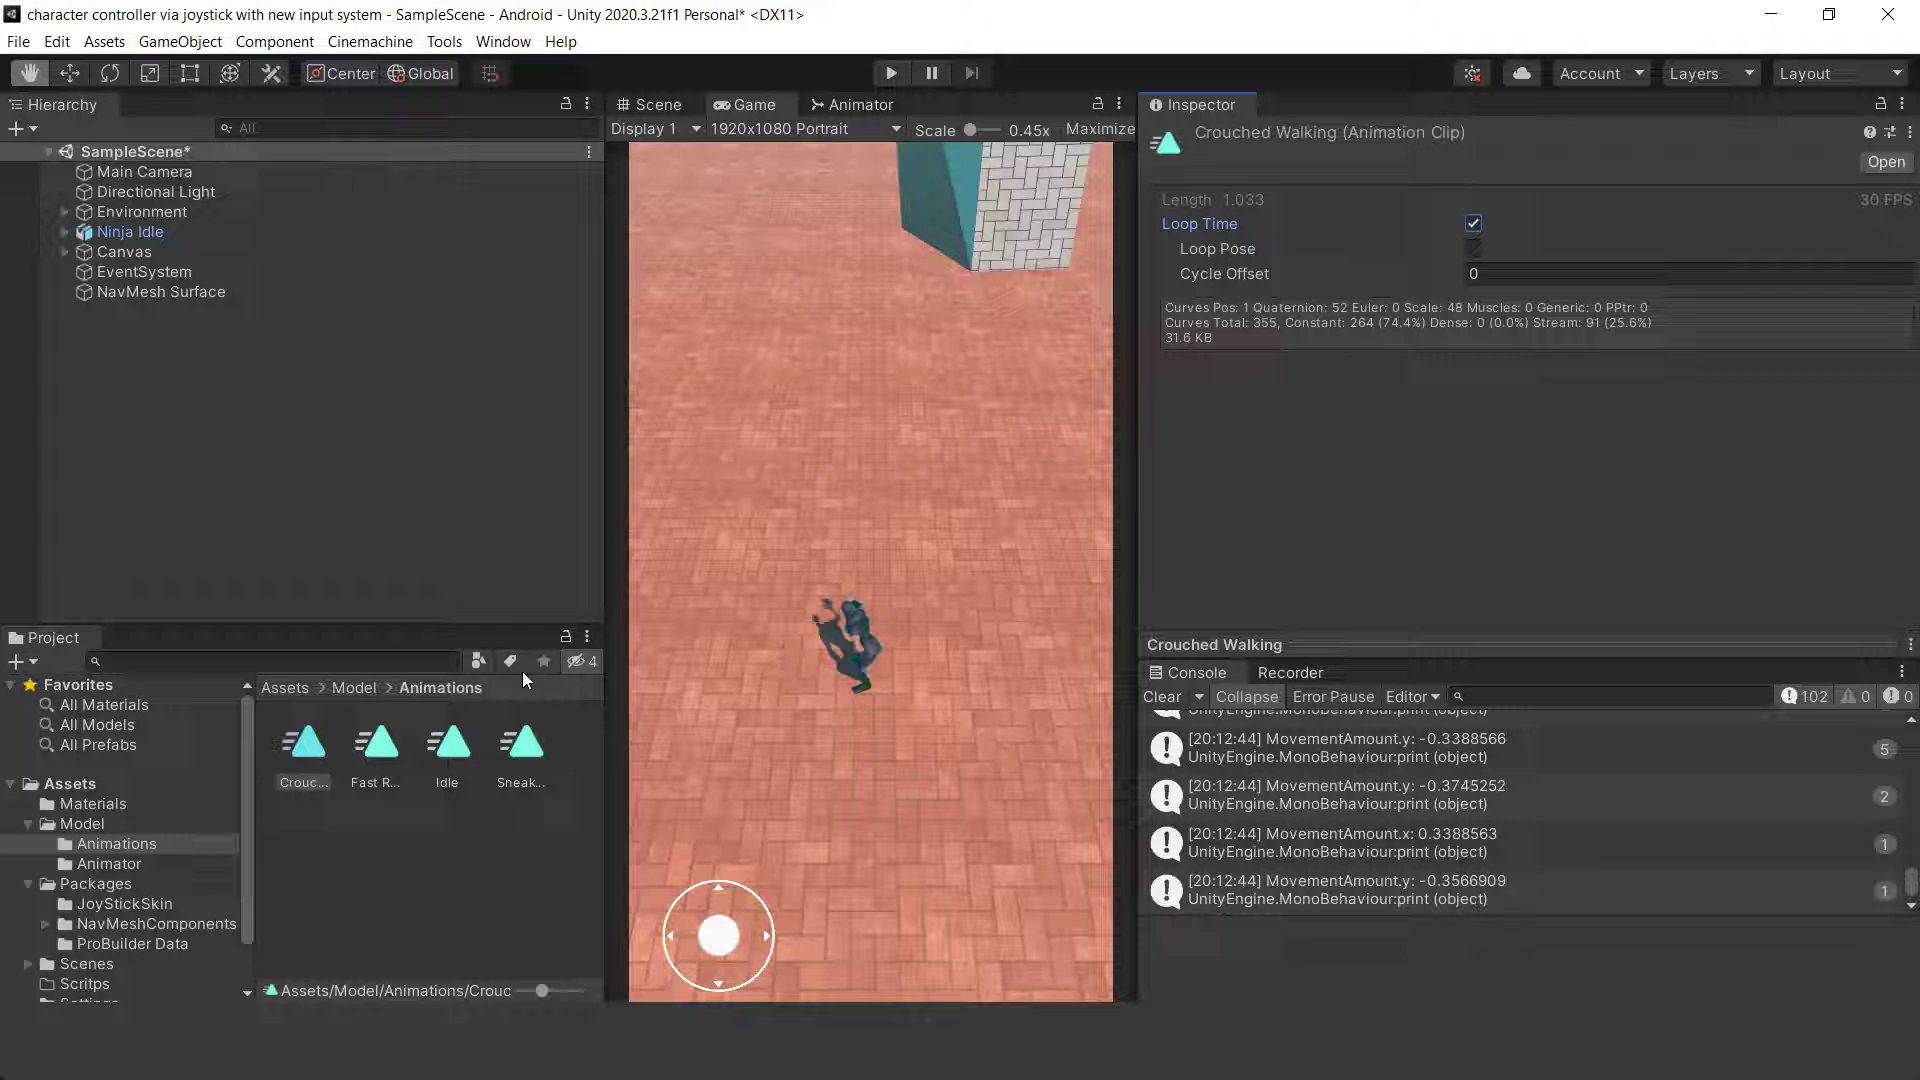 character controller via joystick with new input system - SampleScene - Android - Unity 2020.3.21f1 Personal* <DX11>
File Edit Assets GameObject Component Cinemachine Tools Window Help
Center Global Account Layers Layout
Hierarchy
All
SampleScene*
Main Camera
Directional Light
Environment
Ninja Idle
Canvas
EventSystem
NavMesh Surface
Scene Game Animator
Display 1 1920x1080 Portrait Scale 0.45x Maximize
Inspector
Crouched Walking (Animation Clip)
Open
Length 1.033 30 FPS
Loop Time
Loop Pose
Cycle Offset 0
Curves Pos: 1 Quaternion: 52 Euler: 0 Scale: 48 Muscles: 0 Generic: 0 PPtr: 0
Curves Total: 355, Constant: 264 (74.4%) Dense: 0 (0.0%) Stream: 91 (25.6%)
31.6 KB
Project
4
Favorites
All Materials
All Models
All Prefabs
Assets
Materials
Model
Animations
Animator
Packages
JoyStickSkin
NavMeshComponents
ProBuilder Data
Scenes
Scritps
Assets > Model > Animations
Crouc... Fast R... Idle Sneak...
Assets/Model/Animations/Crouc
Crouched Walking
Console Recorder
Clear Collapse Error Pause Editor 102 0 0
UnityEngine.MonoBehaviour:print (object)
[20:12:44] MovementAmount.y: -0.3388566
UnityEngine.MonoBehaviour:print (object)
5
[20:12:44] MovementAmount.y: -0.3745252
UnityEngine.MonoBehaviour:print (object)
2
[20:12:44] MovementAmount.x: 0.3388563
UnityEngine.MonoBehaviour:print (object)
1
[20:12:44] MovementAmount.y: -0.3566909
UnityEngine.MonoBehaviour:print (object)
1